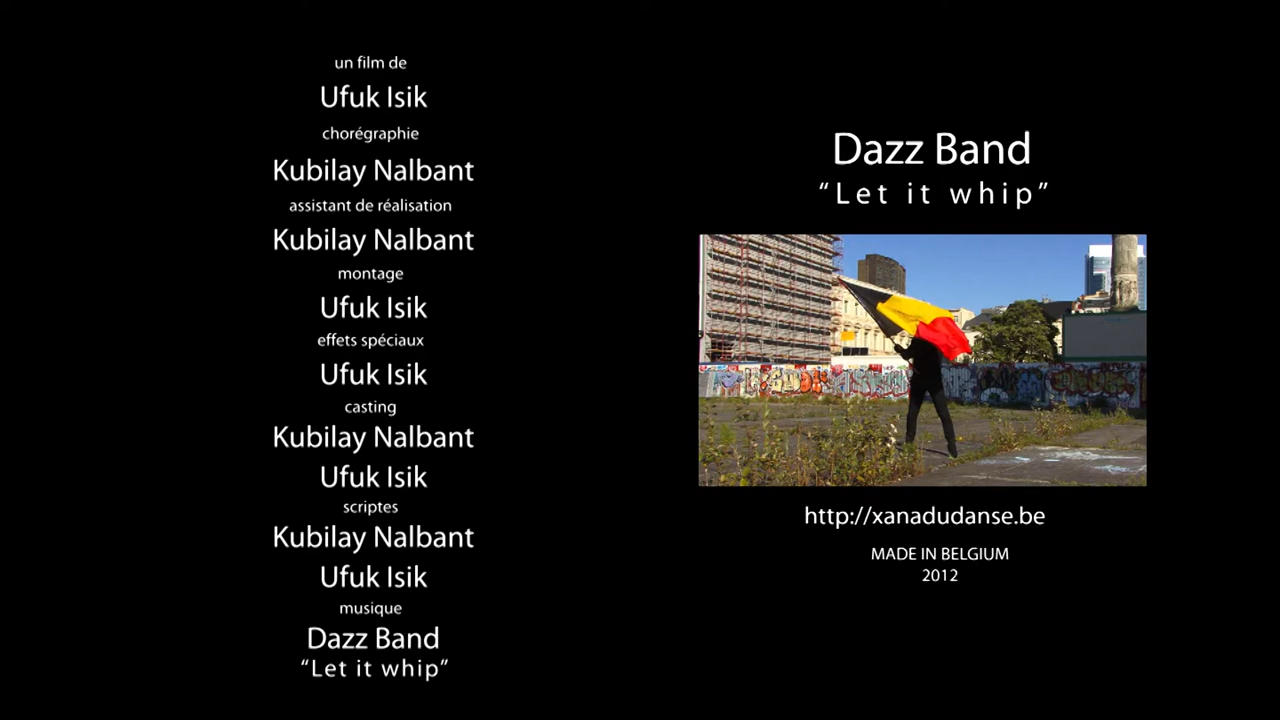 un film de
Ufuk Isik
chorégraphie
Kubilay Nalbant
assistant de réalisation
Kubilay Nalbant
montage
Ufuk Isik
effets spéciaux
Ufuk Isik
casting
Kubilay Nalbant
Ufuk Isik
scriptes
Kubilay Nalbant
Ufuk Isik
musique
Dazz Band
“Let it whip”
Dazz Band
“Let it whip”
http://xanadudanse.be
MADE IN BELGIUM
2012